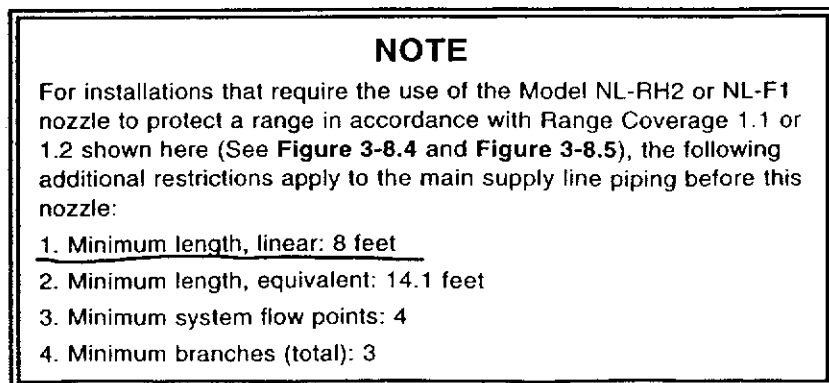 NOTE
For installations that require the use of the Model NL-RH2 or NL-F1
nozzle to protect a range in accordance with Range Coverage 1.1 or
1.2 shown here (See Figure 3-8.4 and Figure 3-8.5), the following
additional restrictions apply to the main supply line piping before this
nozzle:
1. Minimum length, linear: 8 feet
2. Minimum length, equivalent: 14.1 feet
3. Minimum system flow points: 4
4. Minimum branches (total): 3